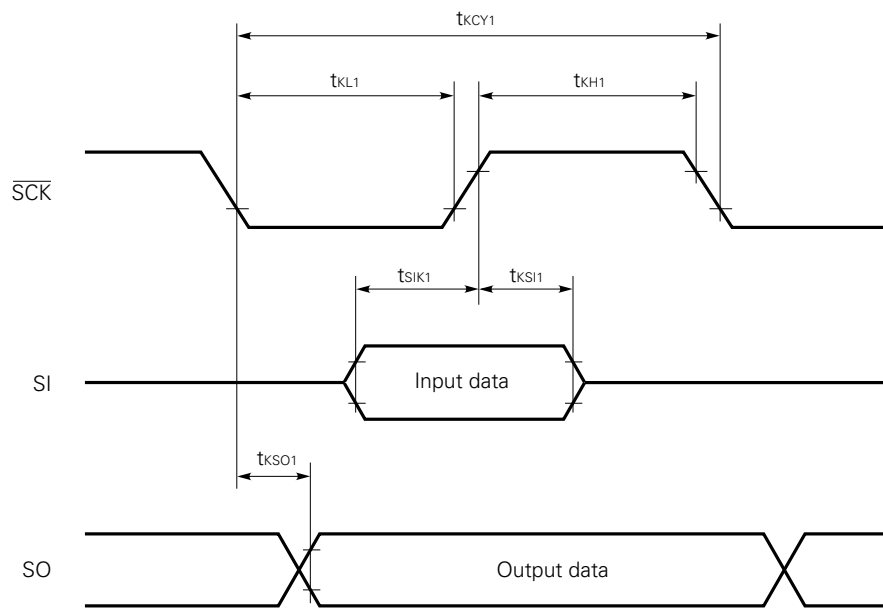 tKCY1
tKL1
tKH1
SCK
tSIK1
tKSI1
SI
Input data
tKSO1
SO
Output data